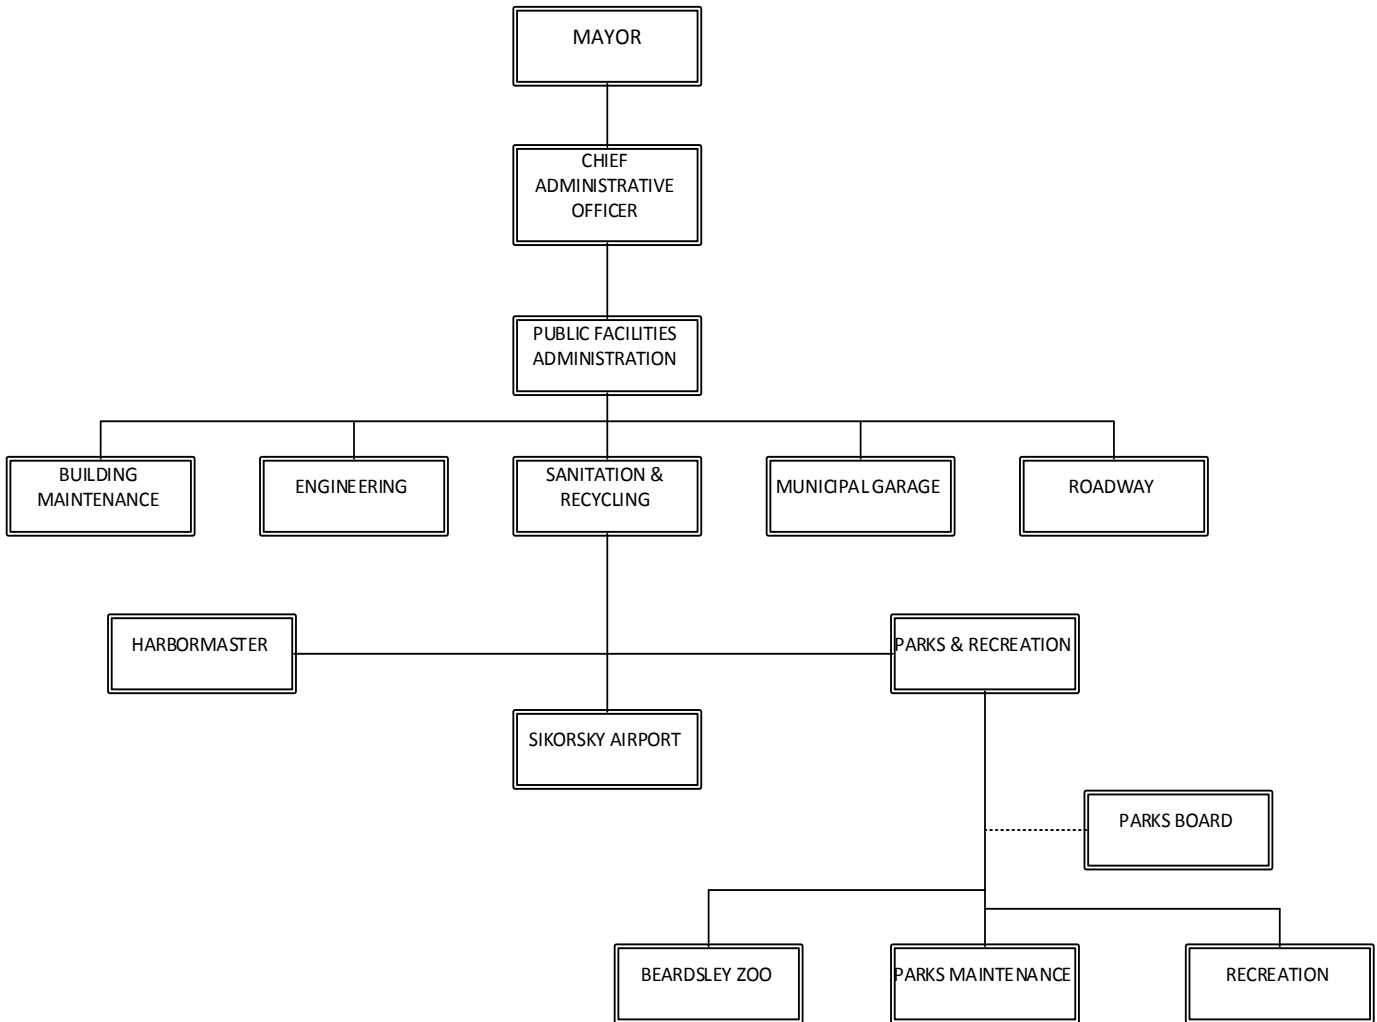 MAYOR
CHIEF
ADMINISTRATIVE
OFFICER
PUBLIC FACILITIES
ADMINISTRATION
BUILDING
MAINTENANCE
ENGINEERING
SANITATION &
RECYCLING
MUNICIPAL GARAGE
ROADWAY
HARBORMASTER
PARKS & RECREATION
SIKORSKY AIRPORT
PARKS BOARD
BEARDSLEY ZOO
PARKS MAINTENANCE
RECREATION